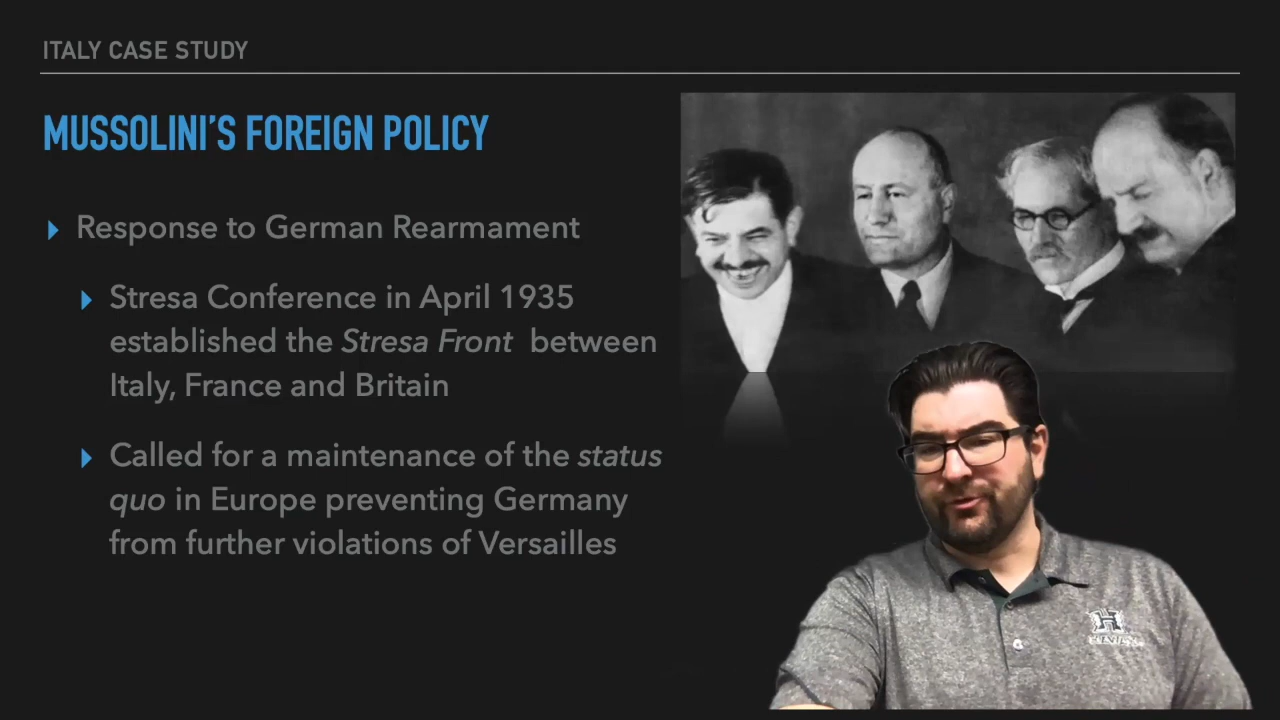 ITALY CASE STUDY
MUSSOLINI'S FOREIGN POLICY
Response to German Rearmament
Stresa Conference in April 1935
established the Stresa Front between
Italy, France and Britain
Called for a maintenance of the status
quo in Europe preventing Germany
from further violations of Versailles
H